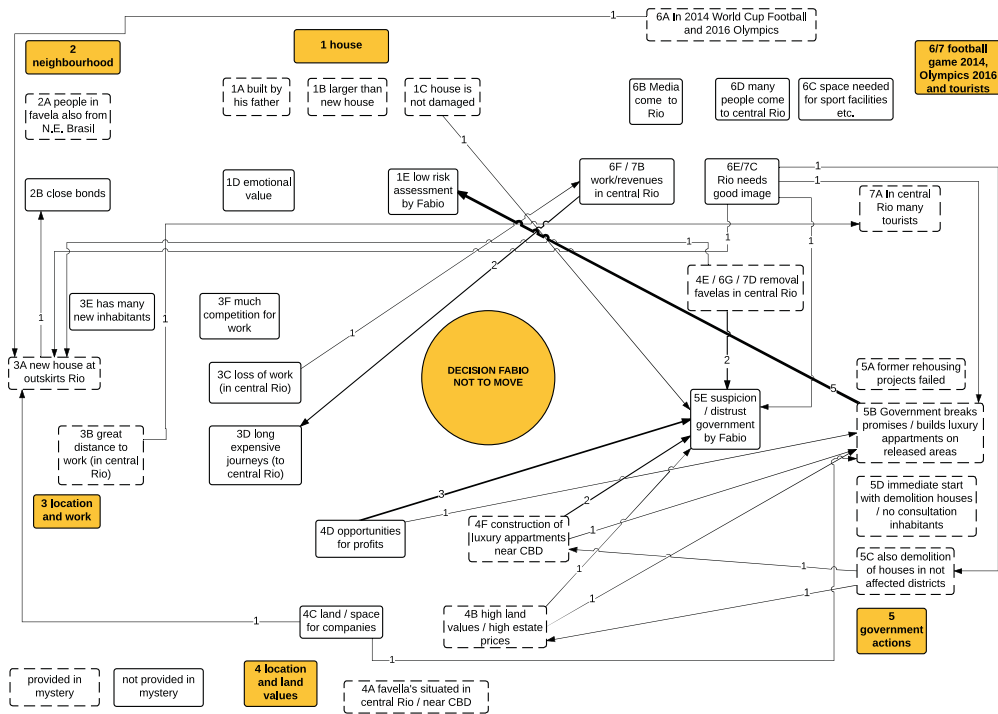 6A In 2014 World Cup Football
and 2016 Olympics
1
2
neighbourhood
1 house
6/7 football
game 2014,
Olympics 2016
and tourists
1A built by
his father
1B larger than
new house
1C house is
not damaged
6B Media
come to
Rio
6D many
people come
to central Rio
6C space needed
for sport facilities
etc.
2A people in
favela also from
N.E. Brasil
1
2B close bonds
1D emotional
value
1E low risk
assessment
by Fabio
6F / 7B
work/revenues
in central Rio
6E/7C
Rio needs
good image
1
1
7A In central
Rio many
tourists
1
1
1
2
4E / 6G / 7D removal
favelas in central Rio
3E has many
new inhabitants
3F much
competition for
work
1
1
1
2
DECISION FABIO
NOT TO MOVE
3A new house at
outskirts Rio
3C loss of work
(in central Rio)
5A former rehousing
projects failed
5
5E suspicion
/ distrust
government
by Fabio
5B Government breaks
promises / builds luxury
appartments on
released areas
3B great
distance to
work (in central
Rio)
3D long
expensive
journeys (to
central Rio)
3 location
and work
3
2
1
1
5D immediate start
with demolition houses
/ no consultation
inhabitants
4D opportunities
for profits
4F construction of
luxury appartments
near CBD
5C also demolition
of houses in not
affected districts
1
1
1
1
4C land / space
for companies
1
4B high land
values / high estate
prices
5
government
actions
1
provided in
mystery
not provided in
mystery
4 location
and land
values
4A favella's situated in
central Rio / near CBD